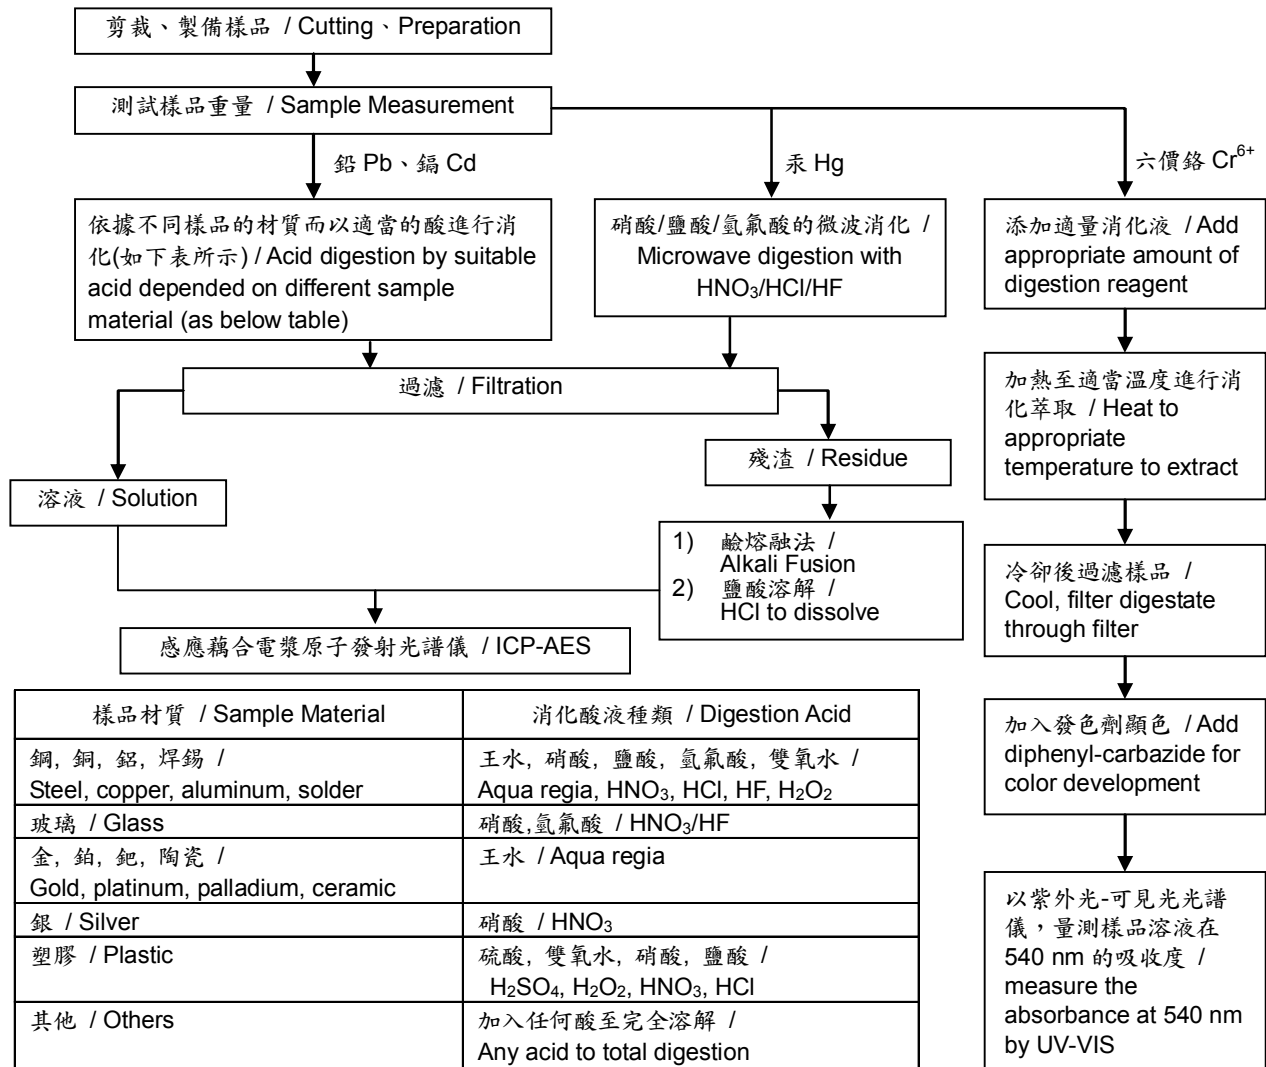 剪裁、製備樣品 / Cutting、Preparation
測試樣品重量 / Sample Measurement
鉛 Pb、鎘 Cd
汞 Hg
六價鉻 Cr⁶⁺
依據不同樣品的材質而以適當的酸進行消
化(如下表所示) / Acid digestion by suitable
acid depended on different sample
material (as below table)
硝酸/鹽酸/氫氟酸的微波消化 /
Microwave digestion with
HNO₃/HCl/HF
添加適量消化液 / Add
appropriate amount of
digestion reagent
過濾 / Filtration
加熱至適當溫度進行消
化萃取 / Heat to
appropriate
temperature to extract
殘渣 / Residue
溶液 / Solution
1) 鹼熔融法 /
Alkali Fusion
2) 鹽酸溶解 /
HCl to dissolve
冷卻後過濾樣品 /
Cool, filter digestate
through filter
感應藕合電漿原子發射光譜儀 / ICP-AES
加入發色劑顯色 / Add
diphenyl-carbazide for
color development
以紫外光-可見光光譜
儀，量測樣品溶液在
540 nm 的吸收度 /
measure the
absorbance at 540 nm
by UV-VIS
樣品材質 / Sample Material
消化酸液種類 / Digestion Acid
鋼, 銅, 鋁, 焊錫 /
Steel, copper, aluminum, solder
王水, 硝酸, 鹽酸, 氫氟酸, 雙氧水 /
Aqua regia, HNO₃, HCl, HF, H₂O₂
玻璃 / Glass
硝酸,氫氟酸 / HNO₃/HF
金, 鉑, 鈀, 陶瓷 /
Gold, platinum, palladium, ceramic
王水 / Aqua regia
銀 / Silver
硝酸 / HNO₃
塑膠 / Plastic
硫酸, 雙氧水, 硝酸, 鹽酸 /
H₂SO₄, H₂O₂, HNO₃, HCl
其他 / Others
加入任何酸至完全溶解 /
Any acid to total digestion